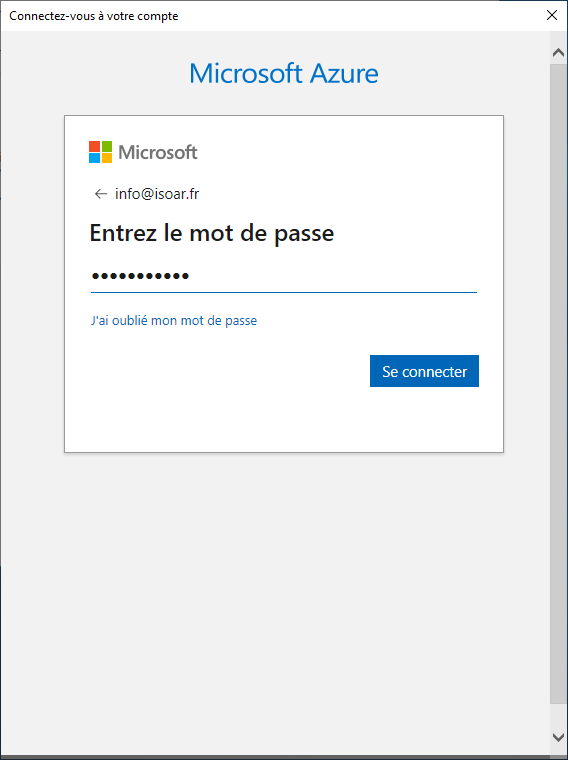 Connectez-vous à votre compte
Microsoft Azure
Microsoft
info@isoar.fr
Entrez le mot de passe
•••••••••••
J'ai oublié mon mot de passe
Se connecter